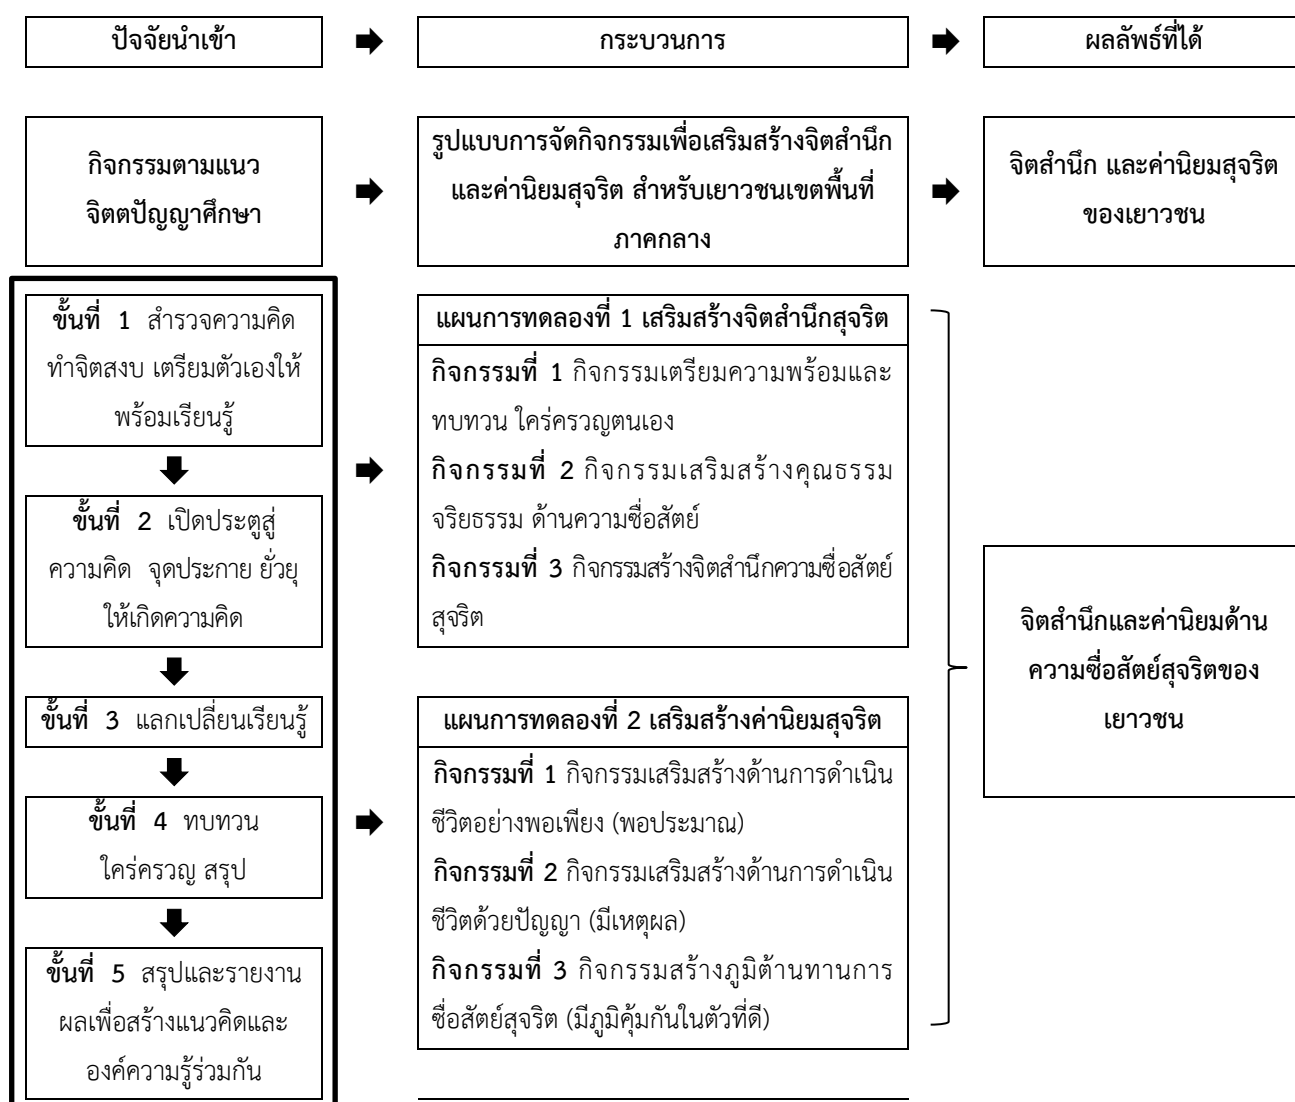 ปัจจัยนำเข้า
กระบวนการ
ผลลัพธ์ที่ได้
กิจกรรมตามแนว
จิตตปัญญาศึกษา
รูปแบบการจัดกิจกรรมเพื่อเสริมสร้างจิตสำนึก
และค่านิยมสุจริต สำหรับเยาวชนเขตพื้นที่
ภาคกลาง
จิตสำนึก และค่านิยมสุจริต
ของเยาวชน
ขั้นที่ 1 สำรวจความคิด
ทำจิตสงบ เตรียมตัวเองให้
พร้อมเรียนรู้
ขั้นที่ 2 เปิดประตูสู่
ความคิด จุดประกาย ยั่วยุ
ให้เกิดความคิด
ขั้นที่ 3 แลกเปลี่ยนเรียนรู้
ขั้นที่ 4 ทบทวน
ใคร่ครวญ สรุป
ขั้นที่ 5 สรุปและรายงาน
ผลเพื่อสร้างแนวคิดและ
องค์ความรู้ร่วมกัน
แผนการทดลองที่ 1 เสริมสร้างจิตสำนึกสุจริต
กิจกรรมที่ 1 กิจกรรมเตรียมความพร้อมและ
ทบทวน ใคร่ครวญตนเอง
กิจกรรมที่ 2 กิจกรรมเสริมสร้างคุณธรรม
จริยธรรม ด้านความซื่อสัตย์
กิจกรรมที่ 3 กิจกรรมสร้างจิตสำนึกความซื่อสัตย์
สุจริต
แผนการทดลองที่ 2 เสริมสร้างค่านิยมสุจริต
กิจกรรมที่ 1 กิจกรรมเสริมสร้างด้านการดำเนิน
ชีวิตอย่างพอเพียง (พอประมาณ)
กิจกรรมที่ 2 กิจกรรมเสริมสร้างด้านการดำเนิน
ชีวิตด้วยปัญญา (มีเหตุผล)
กิจกรรมที่ 3 กิจกรรมสร้างภูมิต้านทานการ
ซื่อสัตย์สุจริต (มีภูมิคุ้มกันในตัวที่ดี)
จิตสำนึกและค่านิยมด้าน
ความซื่อสัตย์สุจริตของ
เยาวชน